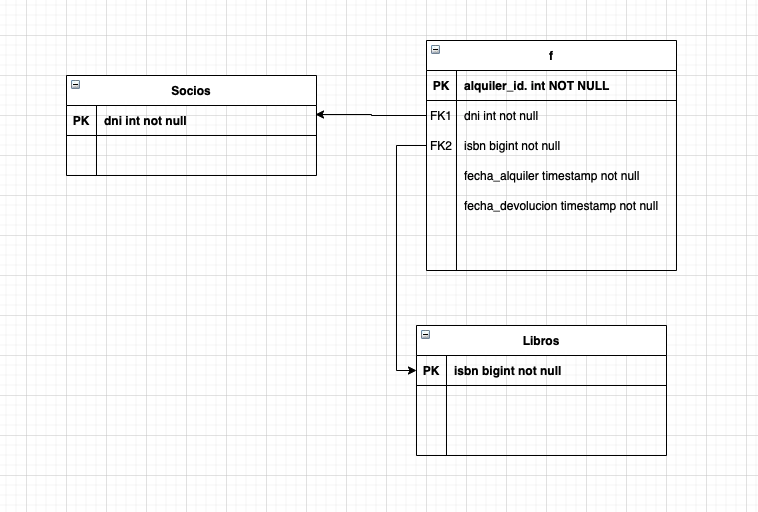 Socios
PK dni int not null
f
PK alquiler_id. int NOT NULL
FK1 dni int not null
FK2 isbn bigint not null
fecha_alquiler timestamp not null
fecha_devolucion timestamp not null
Libros
PK isbn bigint not null